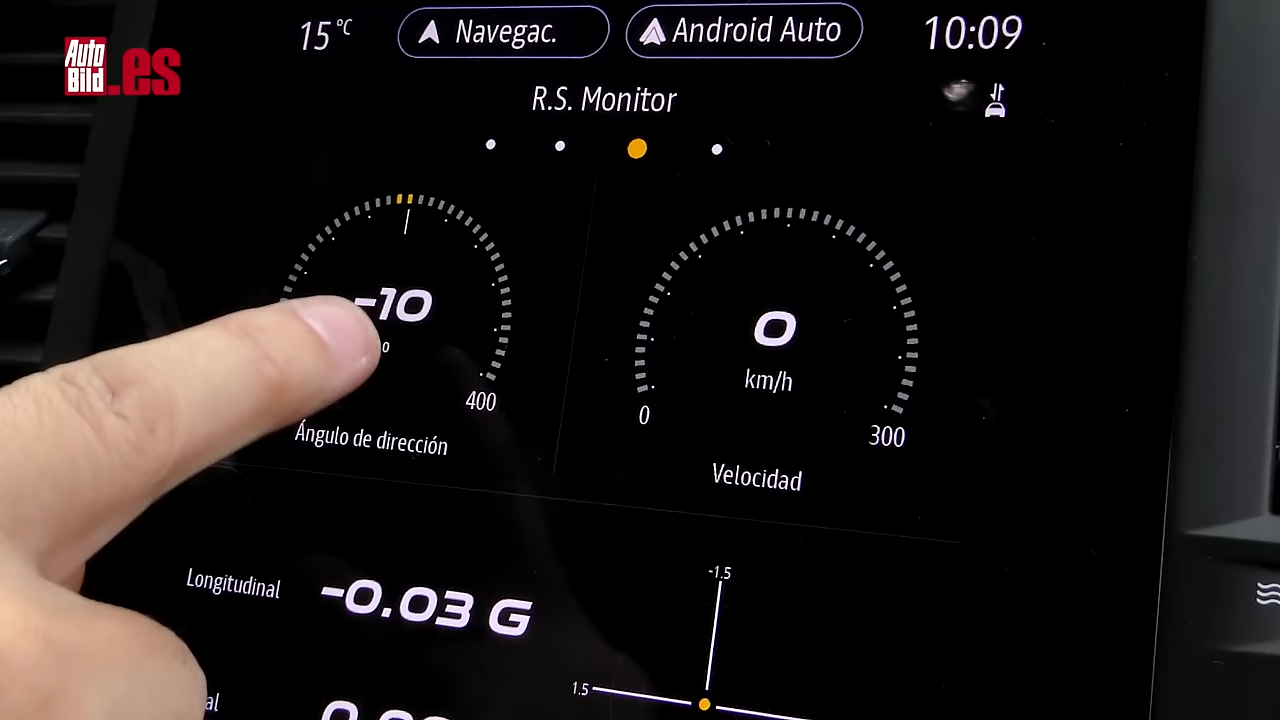 Auto Bild.es
15 °C Navegac. Android Auto 10:09
R.S. Monitor
-10
0
km/h
400
0
300
Ángulo de dirección
Velocidad
Longitudinal
-0.03 G
-1.5
1.5